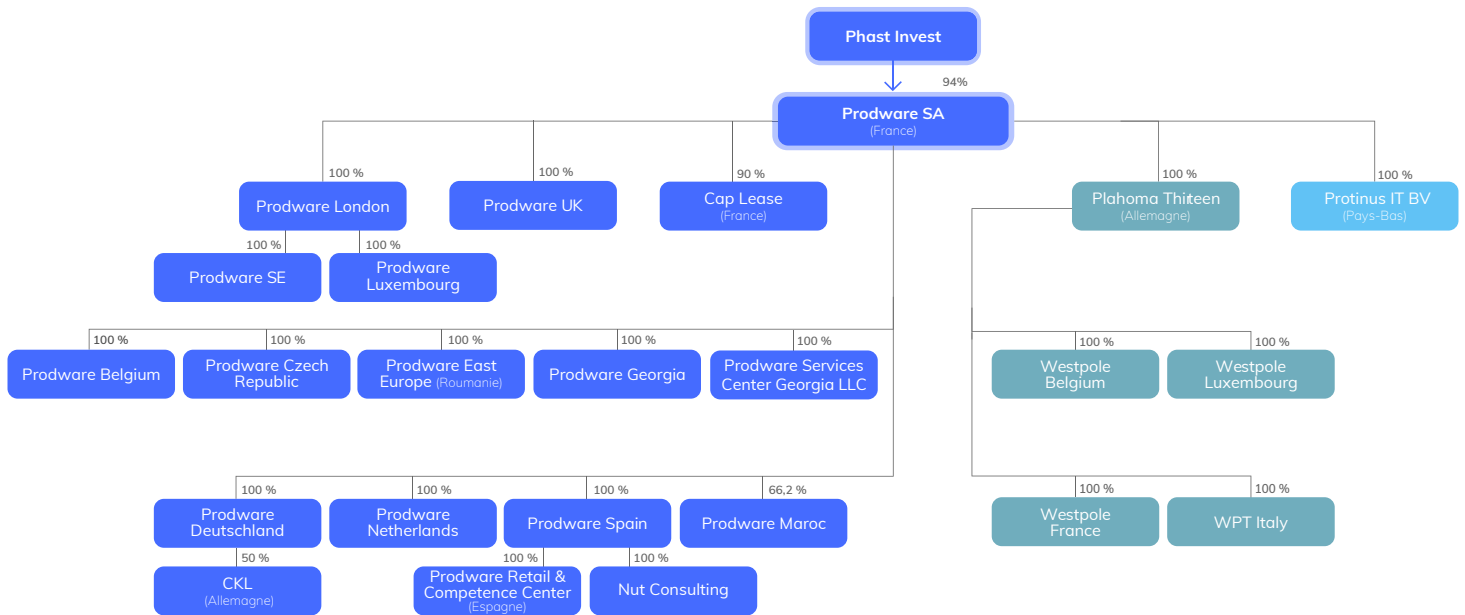 Phast Invest
94%
Prodware SA
(France)
100 %
100 %
90 %
100 %
100 %
Prodware London
Prodware UK
Cap Lease
(France)
Plahoma Thiteen
(Allemagne)
Protinus IT BV
(Pays-Bas)
100 %
100 %
Prodware SE
Prodware
Luxembourg
100 %
100 %
100 %
100 %
100 %
100 %
100 %
Prodware Belgium
Prodware Czech
Republic
Prodware East
Europe (Roumanie)
Prodware Georgia
Prodware Services
Center Georgia LLC
Westpole
Belgium
Westpole
Luxembourg
100 %
100 %
100 %
66,2 %
100 %
100 %
Prodware
Deutschland
Prodware
Netherlands
Prodware Spain
Prodware Maroc
Westpole
France
WPT Italy
50 %
100 %
100 %
CKL
(Allemagne)
Prodware Retail &
Competence Center
(Espagne)
Nut Consulting